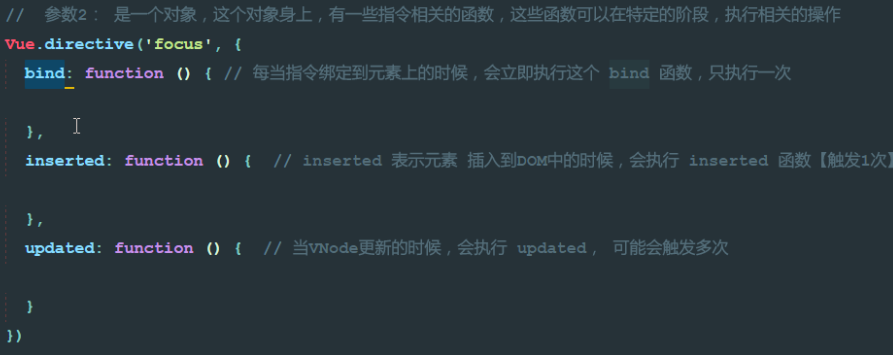 // 参数2： 是一个对象，这个对象身上，有一些指令相关的函数，这些函数可以在特定的阶段，执行相关的操作
Vue.directive('focus', {
bind: function () { // 每当指令绑定到元素上的时候，会立即执行这个 bind 函数，只执行一次
},
inserted: function () { // inserted 表示元素 插入到DOM中的时候，会执行 inserted 函数【触发1次】
},
updated: function () { // 当VNode更新的时候，会执行 updated， 可能会触发多次
}
})